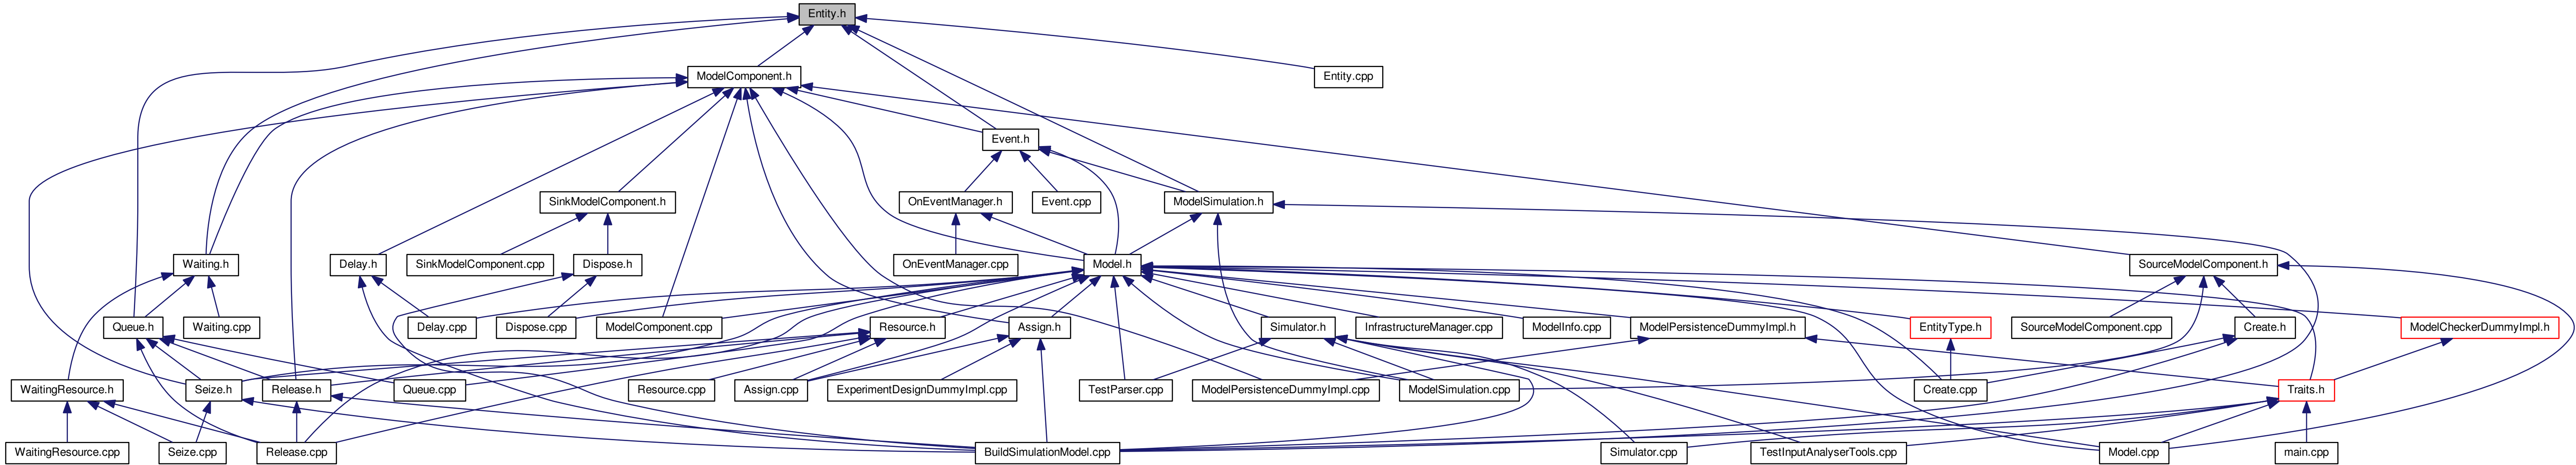 Entity.h
ModelComponent.h
Entity.cpp
Event.h
SinkModelComponent.h
OnEventManager.h
Event.cpp
ModelSimulation.h
Waiting.h
Delay.h
SinkModelComponent.cpp
Dispose.h
OnEventManager.cpp
Model.h
SourceModelComponent.h
Queue.h
Waiting.cpp
Delay.cpp
Dispose.cpp
ModelComponent.cpp
Resource.h
Assign.h
Simulator.h
InfrastructureManager.cpp
ModelInfo.cpp
ModelPersistenceDummyImpl.h
EntityType.h
SourceModelComponent.cpp
Create.h
ModelCheckerDummyImpl.h
WaitingResource.h
Seize.h
Release.h
Queue.cpp
Resource.cpp
Assign.cpp
ExperimentDesignDummyImpl.cpp
TestParser.cpp
ModelPersistenceDummyImpl.cpp
ModelSimulation.cpp
Create.cpp
Traits.h
WaitingResource.cpp
Seize.cpp
Release.cpp
BuildSimulationModel.cpp
Simulator.cpp
TestInputAnalyserTools.cpp
Model.cpp
main.cpp